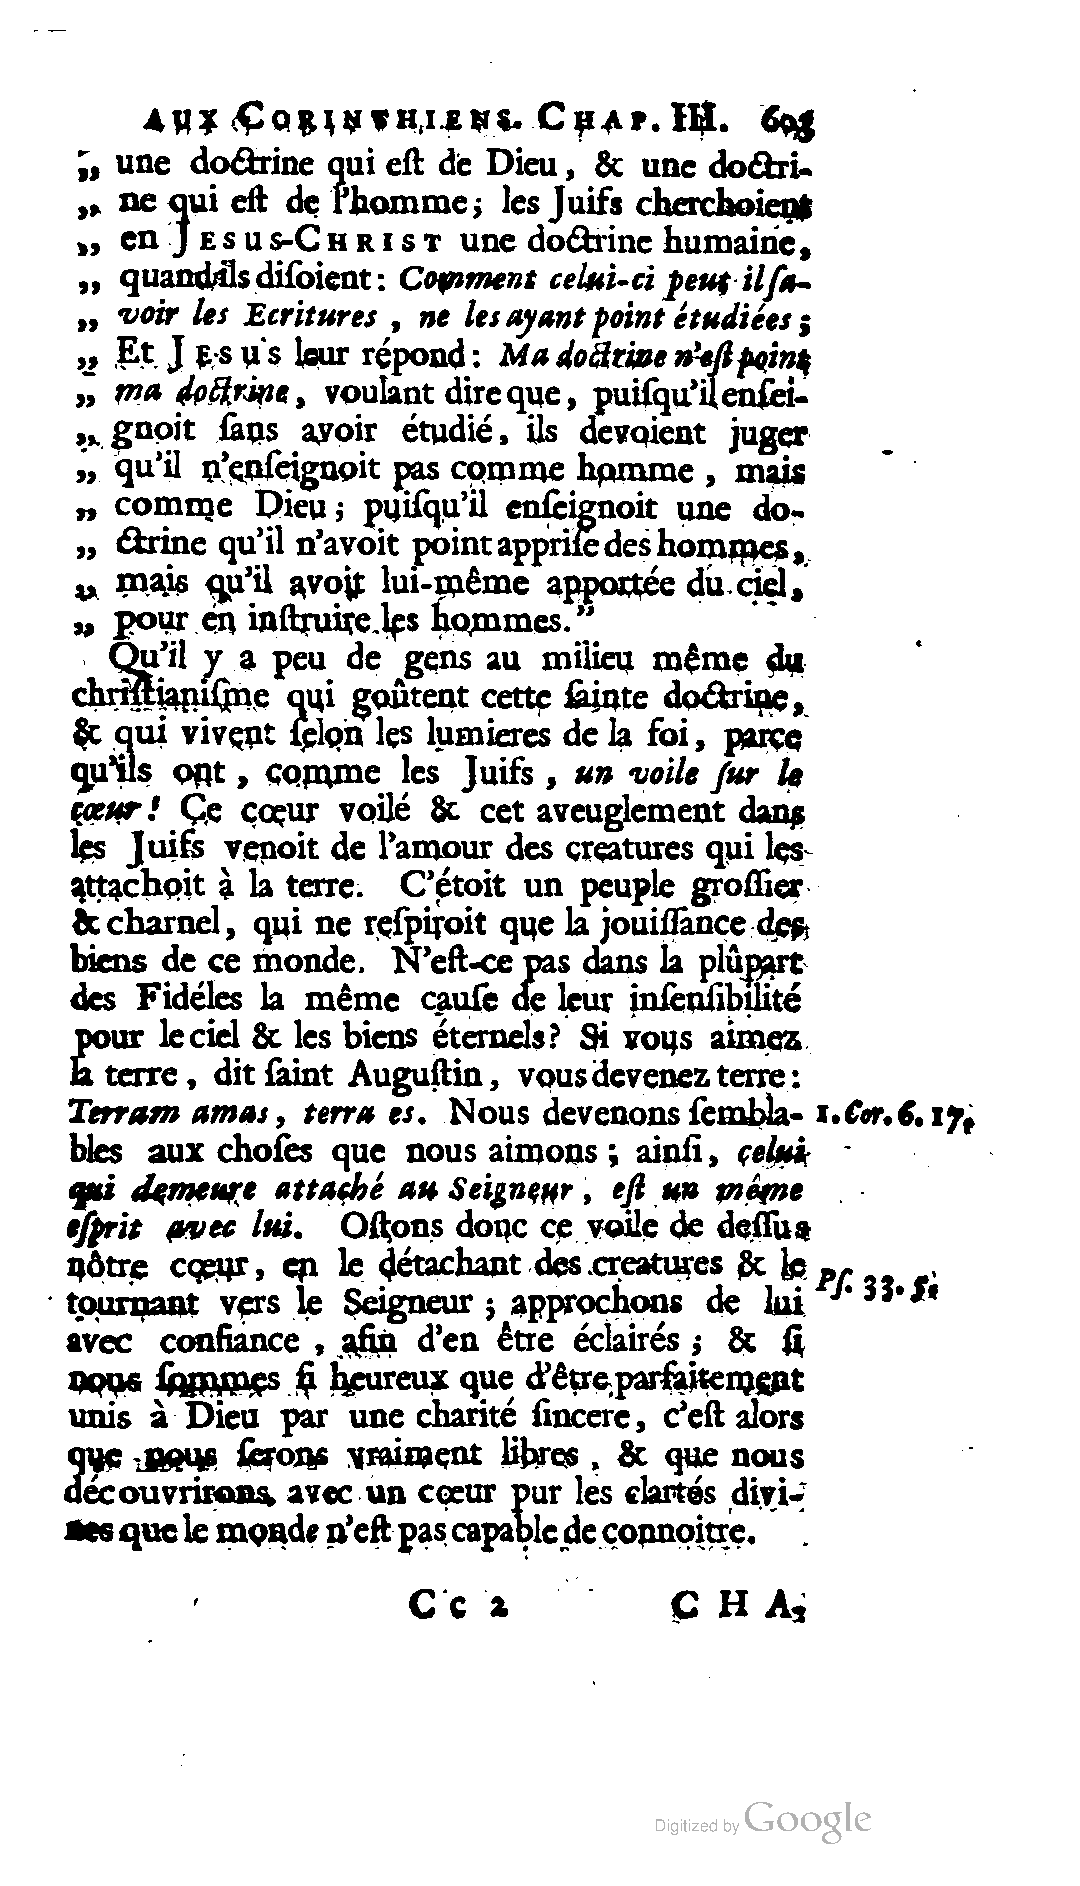 AUX CORINTHIENS. CHAP. III. 603
„ une doctrine qui eſt de Dieu, & une doctri-
„ ne qui eſt de l'homme; les Juifs cherchoient
„ en JESUS-CHRIST une doctrine humaine,
„ quand ils diſoient: Comment celui-ci peut il ſa-
„ voir les Ecritures, ne les ayant point étudiées;
„ Et JESUS leur répond: Ma doctrine n'eſt point
„ ma doctrine, voulant dire que, puiſqu'il enſei-
„ gnoit ſans avoir étudié, ils devoient juger
„ qu'il n'enſeignoit pas comme homme, mais
„ comme Dieu; puiſqu'il enſeignoit une do-
„ ctrine qu'il n'avoit point appriſe des hommes,
„ mais qu'il avoit lui-même apportée du ciel,
„ pour en inſtruire les hommes."
Qu'il y a peu de gens au milieu même du
chriſtianiſme qui goûtent cette ſainte doctrine,
& qui vivent ſelon les lumieres de la foi, parce
qu'ils ont, comme les Juifs, un voile ſur le
cœur! Ce cœur voilé & cet aveuglement dans
les Juifs venoit de l'amour des creatures qui les
attachoit à la terre. C'étoit un peuple groſſier
& charnel, qui ne reſpiroit que la jouiſſance des
biens de ce monde. N'eſt-ce pas dans la plûpart
des Fidéles la même cauſe de leur inſenſibilité
pour le ciel & les biens éternels? Si vous aimez
la terre, dit ſaint Auguſtin, vous devenez terre:
Terram amas, terra es. Nous devenons ſembla- 1. Cor. 6. 17.
bles aux choſes que nous aimons; ainſi, celui
qui demeure attaché au Seigneur, eſt un même
eſprit avec lui. Oſtons donc ce voile de deſſus
nôtre cœur, en le détachant des creatures & le
tournant vers le Seigneur; approchons de lui Pſ. 33. 5.
avec confiance, afin d'en être éclairés; & ſi
nous ſommes ſi heureux que d'être parfaitement
unis à Dieu par une charité ſincere, c'eſt alors
que nous ſerons vraiment libres, & que nous
découvrirons avec un cœur pur les clartés divi-
nes que le monde n'eſt pas capable de connoitre.
Cc 2 CHA-
Digitized by Google